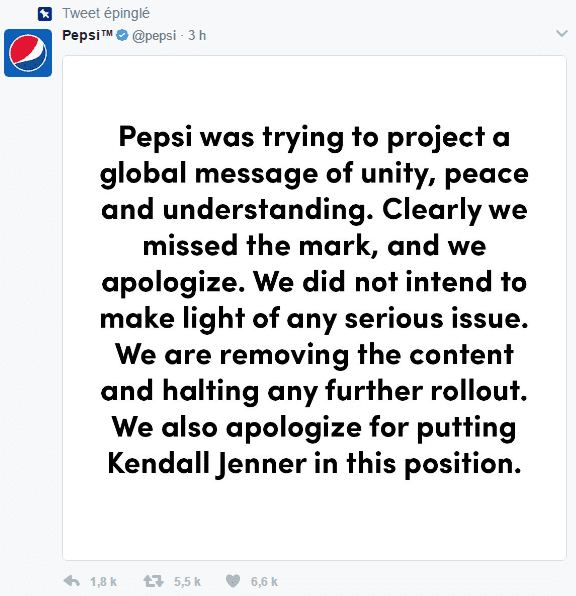 Tweet épinglé
Pepsi™ @pepsi · 3 h
Pepsi was trying to project a
global message of unity, peace
and understanding. Clearly we
missed the mark, and we
apologize. We did not intend to
make light of any serious issue.
We are removing the content
and halting any further rollout.
We also apologize for putting
Kendall Jenner in this position.
1,8 k 5,5 k 6,6 k